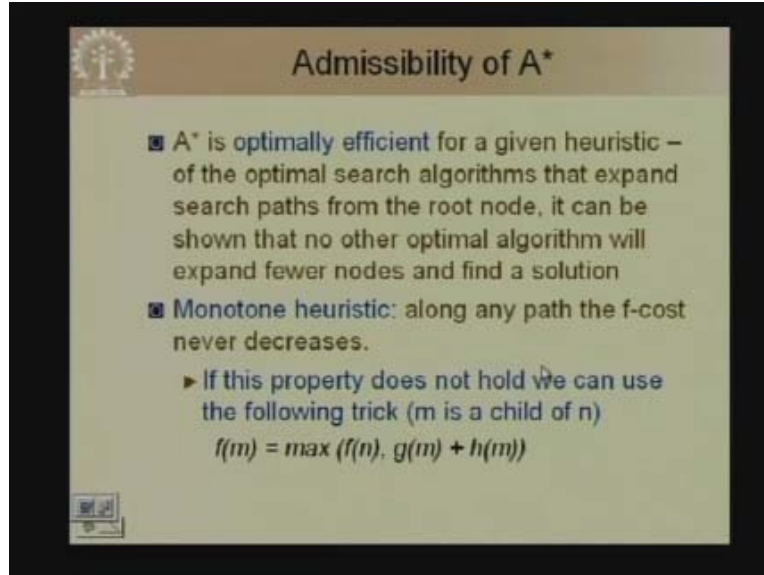 Admissibility of A*
A* is optimally efficient for a given heuristic –
of the optimal search algorithms that expand
search paths from the root node, it can be
shown that no other optimal algorithm will
expand fewer nodes and find a solution
Monotone heuristic: along any path the f-cost
never decreases.
If this property does not hold we can use
the following trick (m is a child of n)
f(m) = max (f(n), g(m) + h(m))